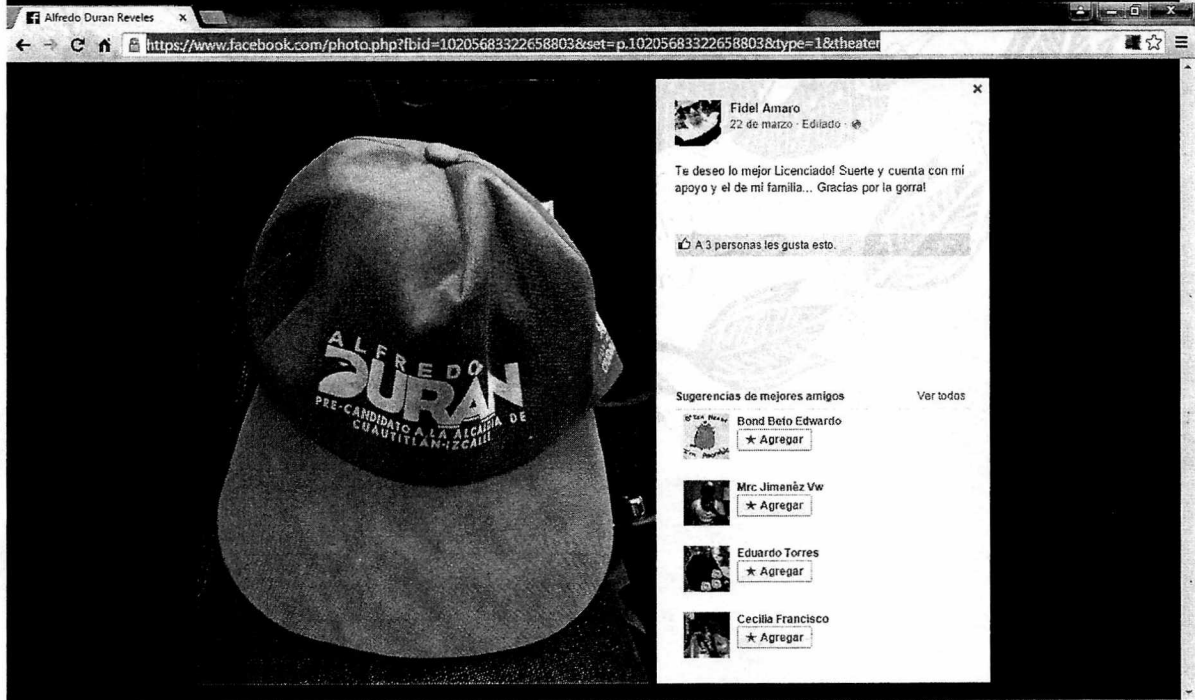 Alfredo Duran Reveles
https://www.facebook.com/photo.php?fbid=10205683322658803&set=p.10205683322658803&type=1&theater
Fidel Amaro
22 de marzo · Editado ·
Te deseo lo mejor Licenciado! Suerte y cuenta con mi
apoyo y el de mi familia... Gracias por la gorra!
A 3 personas les gusta esto.
ALFREDO
DURÁN
PRE-CANDIDATO A LA ALCALDÍA DE
CUAUTITLÁN-IZCALLI
Sugerencias de mejores amigos
Ver todos
Bond Beto Edwardo
★ Agregar
Mrc Jimenèz Vw
★ Agregar
Eduardo Torres
★ Agregar
Cecilia Francisco
★ Agregar